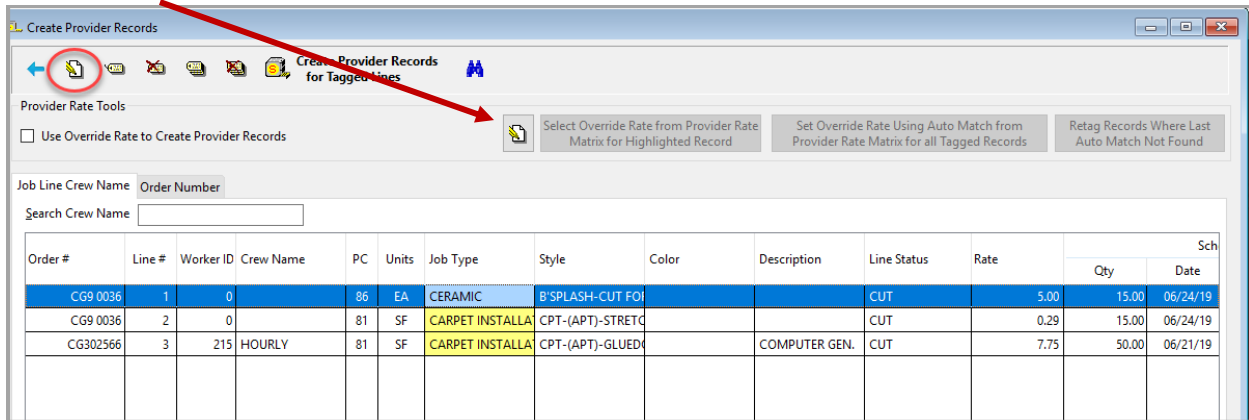 Create Provider Records
Create Provider Records
for Tagged Lines
Provider Rate Tools
Use Override Rate to Create Provider Records
Select Override Rate from Provider Rate
Matrix for Highlighted Record
Set Override Rate Using Auto Match from
Provider Rate Matrix for all Tagged Records
Retag Records Where Last
Auto Match Not Found
Job Line Crew Name Order Number
Search Crew Name
Sch
Order # Line # Worker ID Crew Name PC Units Job Type Style Color Description Line Status Rate
Qty Date
CG9 0036 1 0 86 EA CERAMIC B'SPLASH-CUT FO CUT 5.00 15.00 06/24/19
CG9 0036 2 0 81 SF CARPET INSTALLA CPT-(APT)-STRETC CUT 0.29 15.00 06/24/19
CG302566 3 215 HOURLY 81 SF CARPET INSTALLA CPT-(APT)-GLUED COMPUTER GEN. CUT 7.75 50.00 06/21/19